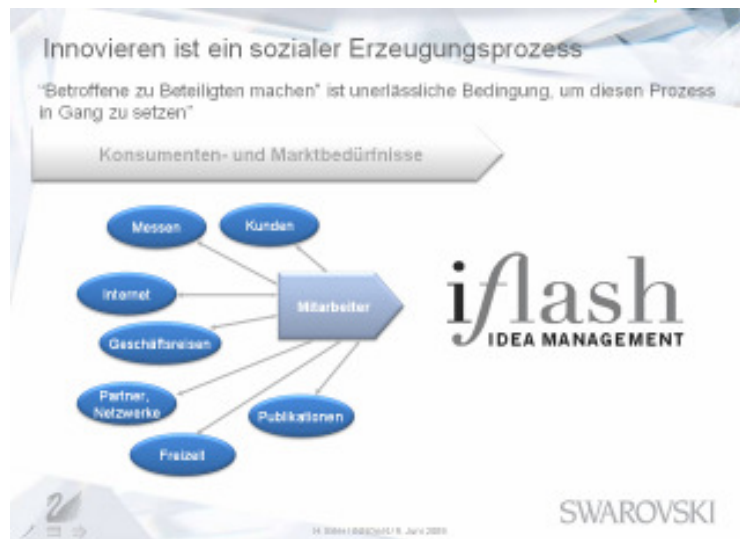 Innovieren ist ein sozialer Erzeugungsprozess
"Betroffene zu Beteiligten machen" ist unerlässliche Bedingung, um diesen Prozess
in Gang zu setzen"
Konsumenten- und Marktbedürfnisse
Messen
Kunden
Internet
Mitarbeiter
Geschäftsreisen
Partner,
Netzwerke
Publikationen
Freizeit
iflash
IDEA MANAGEMENT
SWAROVSKI